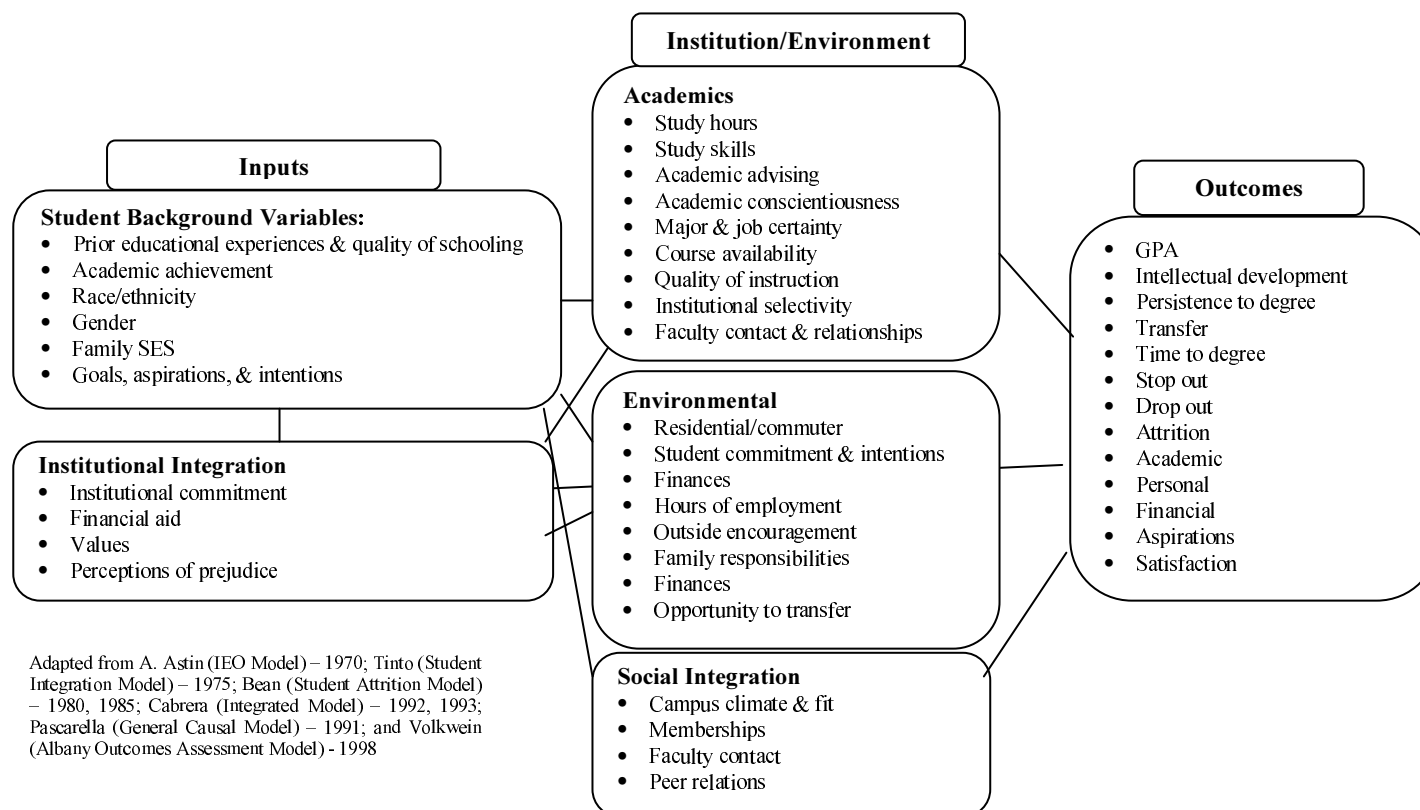 Inputs
Student Background Variables:
• Prior educational experiences & quality of schooling
• Academic achievement
• Race/ethnicity
• Gender
• Family SES
• Goals, aspirations, & intentions
Institutional Integration
• Institutional commitment
• Financial aid
• Values
• Perceptions of prejudice
Adapted from A. Astin (IEO Model) – 1970; Tinto (Student
Integration Model) – 1975; Bean (Student Attrition Model)
– 1980, 1985; Cabrera (Integrated Model) – 1992, 1993;
Pascarella (General Causal Model) – 1991; and Volkwein
(Albany Outcomes Assessment Model) - 1998
Institution/Environment
Academics
• Study hours
• Study skills
• Academic advising
• Academic conscientiousness
• Major & job certainty
• Course availability
• Quality of instruction
• Institutional selectivity
• Faculty contact & relationships
Environmental
• Residential/commuter
• Student commitment & intentions
• Finances
• Hours of employment
• Outside encouragement
• Family responsibilities
• Finances
• Opportunity to transfer
Social Integration
• Campus climate & fit
• Memberships
• Faculty contact
• Peer relations
Outcomes
• GPA
• Intellectual development
• Persistence to degree
• Transfer
• Time to degree
• Stop out
• Drop out
• Attrition
• Academic
• Personal
• Financial
• Aspirations
• Satisfaction